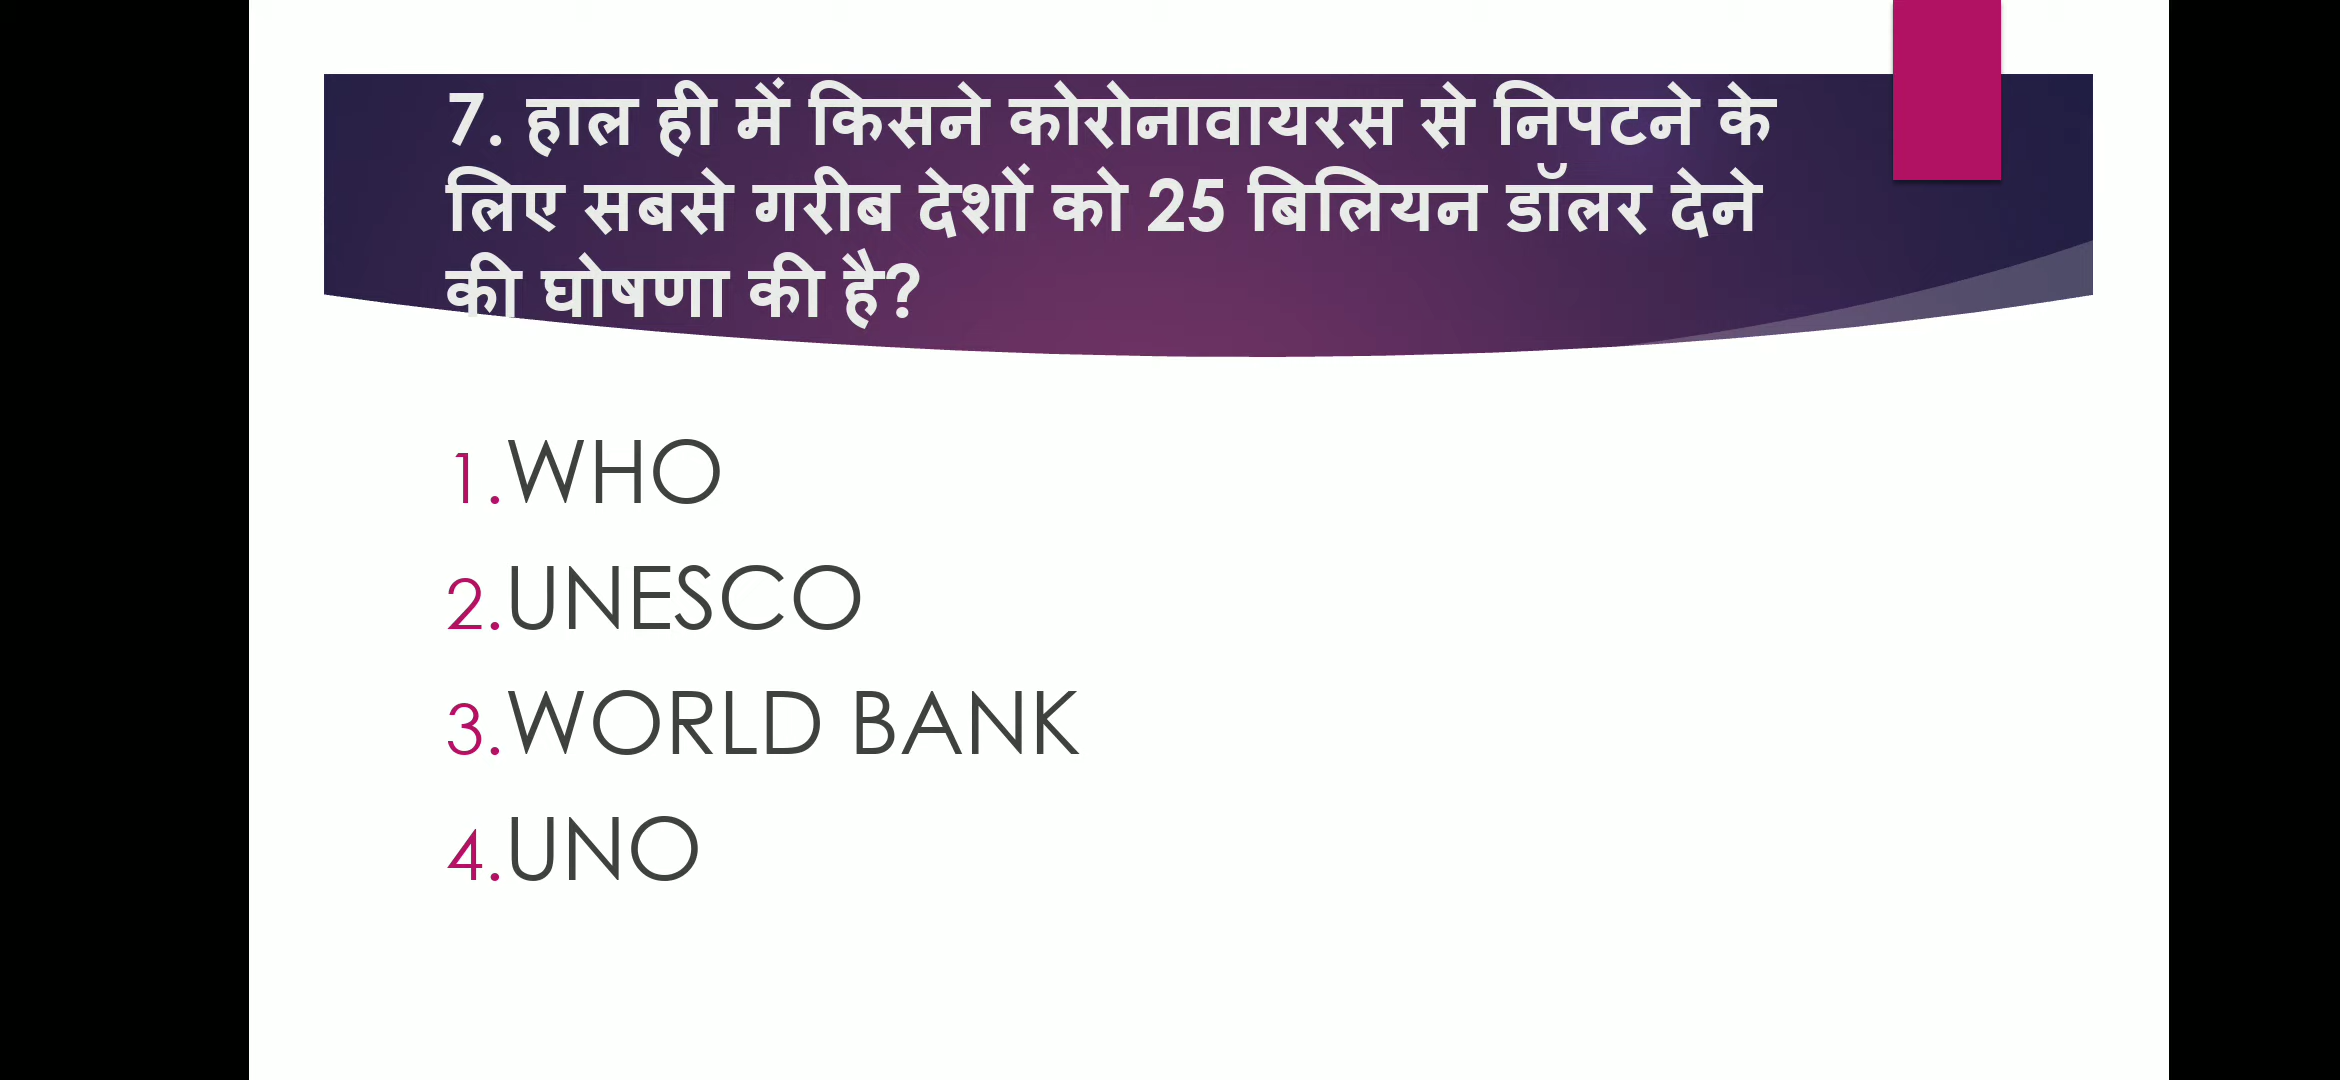 7. हाल ही में किसने कोरोनावायरस से निपटने के
लिए सबसे गरीब देशों को 25 बिलियन डॉलर देने
की घोषणा की है?
1.WHO
2.UNESCO
3.WORLD BANK
4.UNO